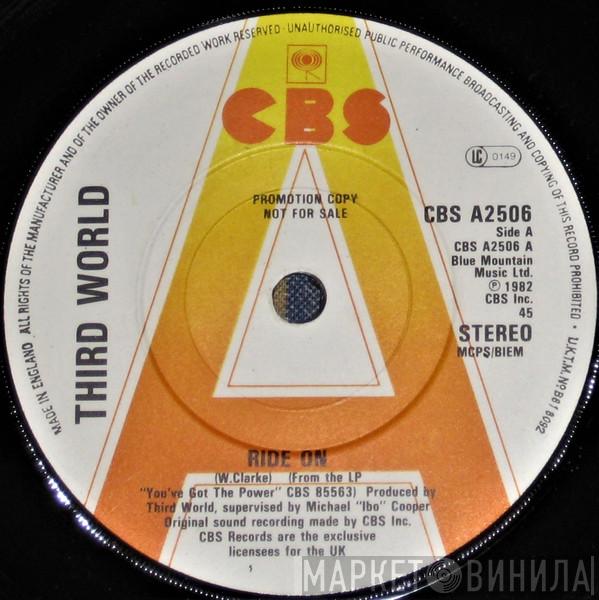 MADE IN ENGLAND. ALL RIGHTS OF THE MANUFACTURER AND OF THE OWNER OF THE RECORDED WORK RESERVED · UNAUTHORISED PUBLIC PERFORMANCE BROADCASTING AND COPYING OF THIS RECORD PROHIBITED • U.K.T.M. No B618092
CBS
PROMOTION COPY
NOT FOR SALE
LC 0149
THIRD WORLD
CBS A2506
Side A
CBS A2506 A
Blue Mountain
Music Ltd.
℗ 1982
CBS Inc.
45
STEREO
MCPS/BIEM
RIDE ON
(W.Clarke) (From the LP
"You've Got The Power" CBS 85563) Produced by
Third World, supervised by Michael "Ibo" Cooper
Original sound recording made by CBS Inc.
CBS Records are the exclusive
licensees for the UK
МАРКЕТ ВИНИЛА